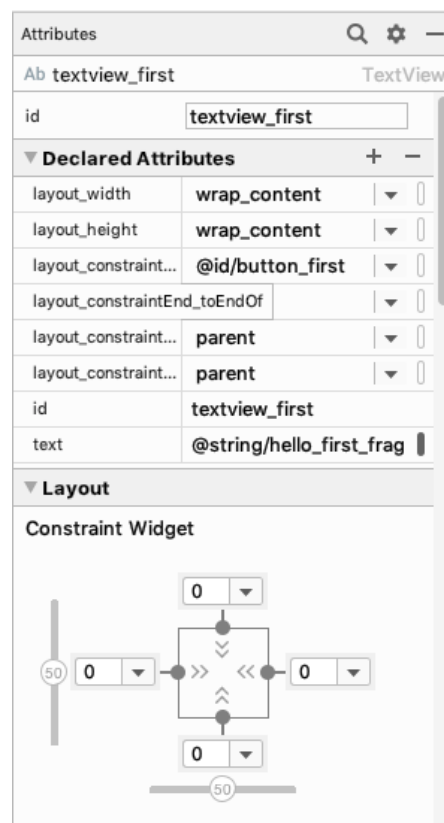 Attributes
Ab textview_first TextView
id textview_first
Declared Attributes
layout_width wrap_content
layout_height wrap_content
layout_constraint... @id/button_first
layout_constraintEnd_toEndOf
layout_constraint... parent
layout_constraint... parent
id textview_first
text @string/hello_first_frag
Layout
Constraint Widget
0
50 0 0
0
50